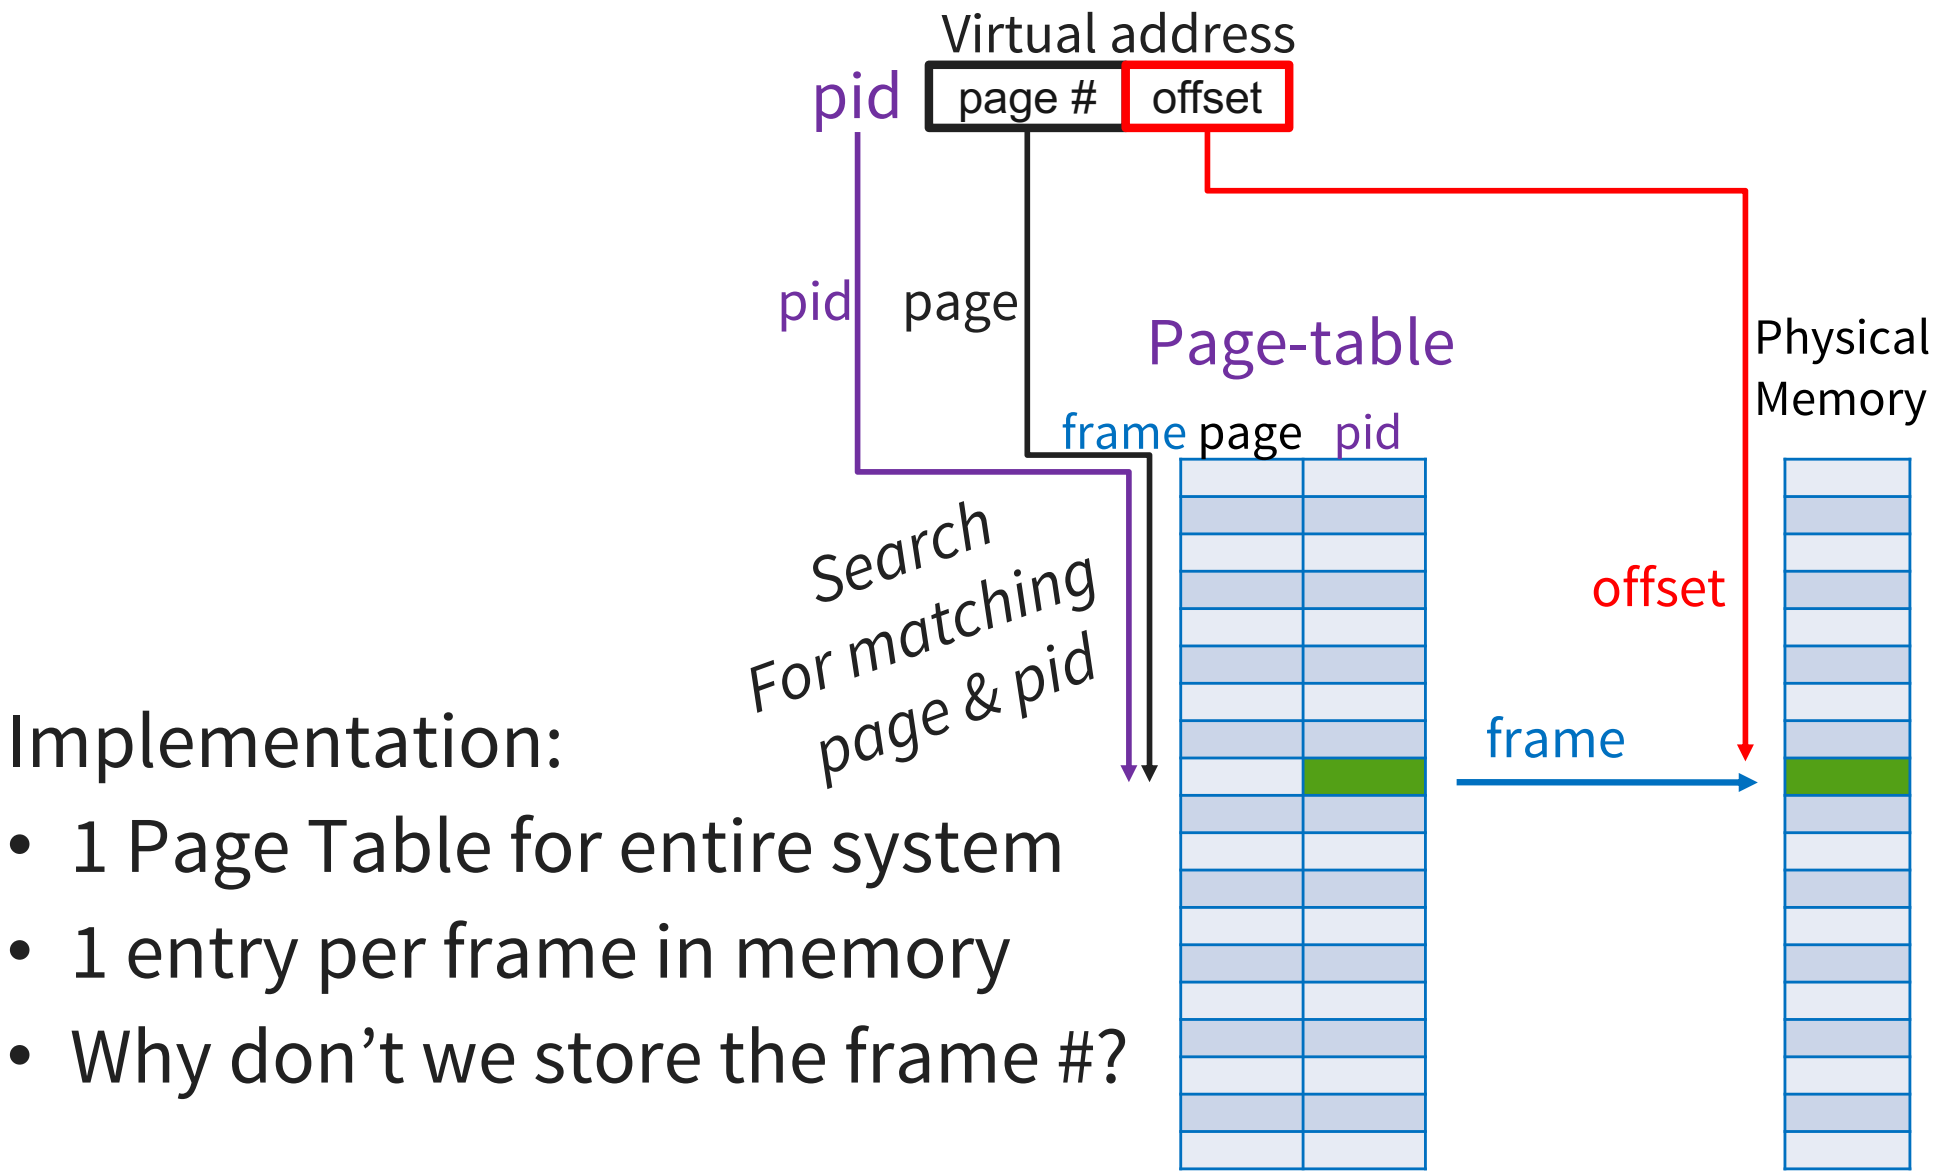 Virtual address
pid page # offset
pid page
Page-table
Physical
Memory
frame page pid
Search
For matching
page & pid
offset
frame
Implementation:
• 1 Page Table for entire system
• 1 entry per frame in memory
• Why don’t we store the frame #?